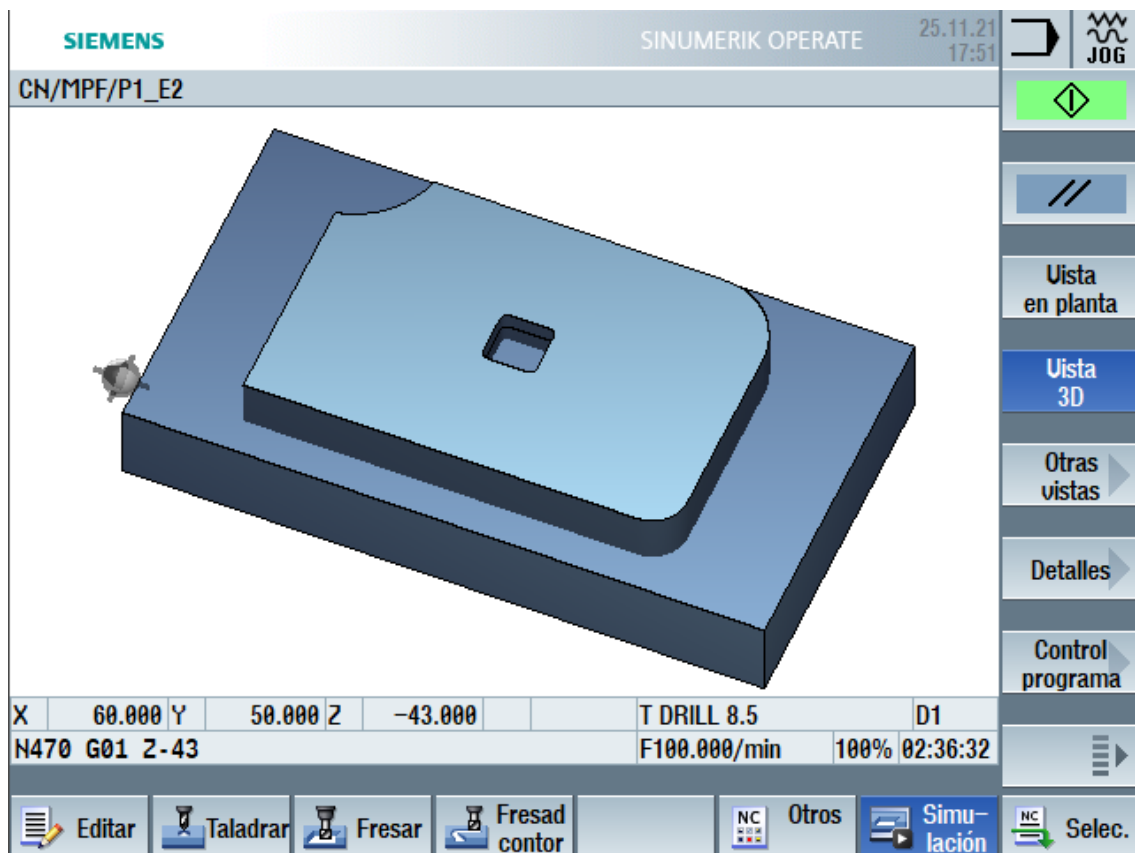 SIEMENS
SINUMERIK OPERATE
25.11.21
17:51
JOG
CN/MPF/P1_E2
Vista
en planta
Vista
3D
Otras
vistas
Detalles
Control
programa
X 60.000 Y 50.000 Z -43.000
T DRILL 8.5 D1
N470 G01 Z-43
F100.000/min 100% 02:36:32
Editar
Taladrar
Fresar
Fresad
contor
NC
Otros
Simu-
lación
NC
Selec.